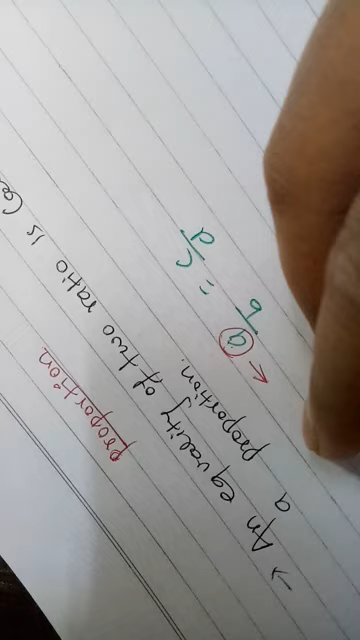 proportion
→ An equality of two ratio is
a proportion.
→ a/b = c/d